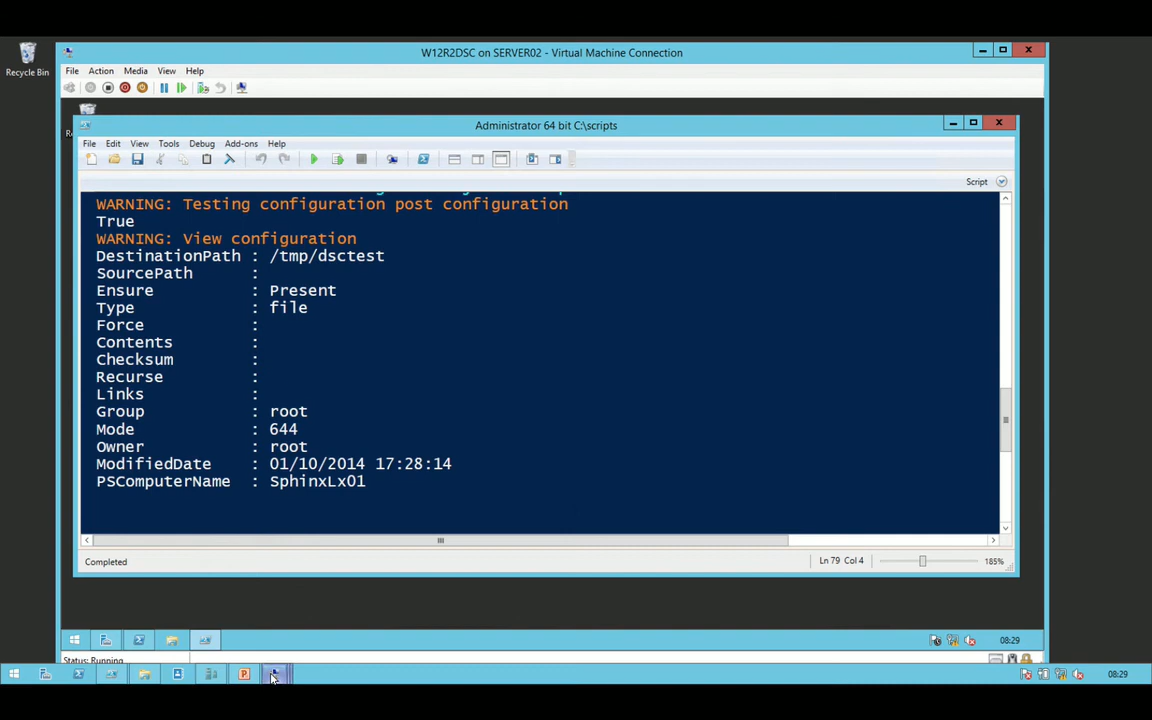 Recycle Bin
W12R2DSC on SERVER02 - Virtual Machine Connection
File Action Media View Help
Administrator 64 bit C:\scripts
File Edit View Tools Debug Add-ons Help
Script
WARNING: Testing configuration post configuration
True
WARNING: View configuration
DestinationPath : /tmp/dsctest
SourcePath :
Ensure : Present
Type : file
Force :
Contents :
Checksum :
Recurse :
Links :
Group : root
Mode : 644
Owner : root
ModifiedDate : 01/10/2014 17:28:14
PSComputerName : SphinxLx01
Completed
Ln 79 Col 4
185%
08:29
Status: Running
08:29